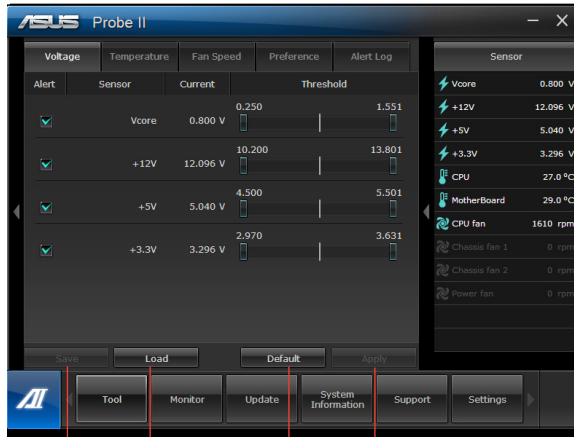 ASUS Probe II
Voltage Temperature Fan Speed Preference Alert Log
Alert Sensor Current Threshold
Vcore 0.800 V 0.250 1.551
+12V 12.096 V 10.200 13.801
+5V 5.040 V 4.500 5.501
+3.3V 3.296 V 2.970 3.631
Save Load Default Apply
Sensor
Vcore 0.800 V
+12V 12.096 V
+5V 5.040 V
+3.3V 3.296 V
CPU 27.0 ºC
MotherBoard 29.0 ºC
CPU fan 1610 rpm
Chassis fan 1 0 rpm
Chassis fan 2 0 rpm
Power fan 0 rpm
Tool Monitor Update System Information Support Settings